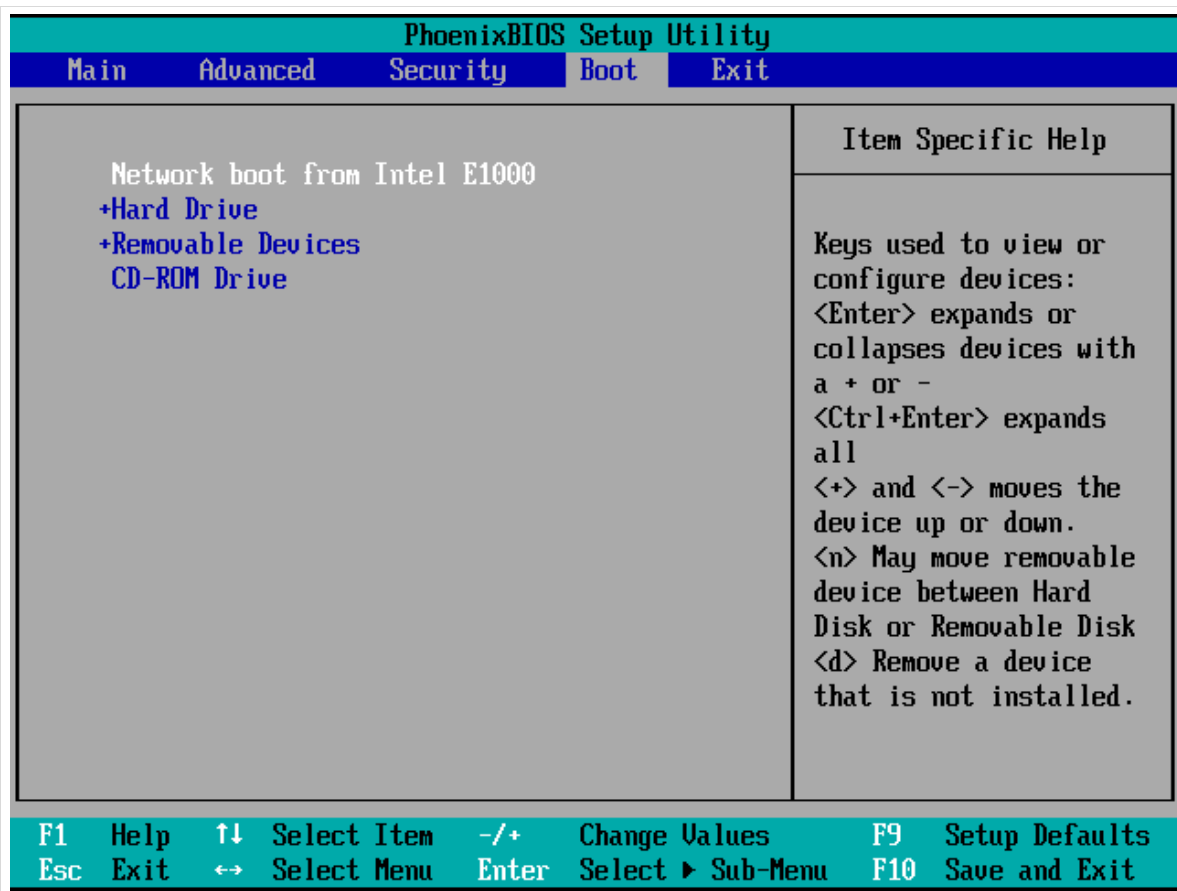 PhoenixBIOS Setup Utility
Main Advanced Security Boot Exit
Network boot from Intel E1000
+Hard Drive
+Removable Devices
CD-ROM Drive
Item Specific Help
Keys used to view or
configure devices:
<Enter> expands or
collapses devices with
a + or -
<Ctrl+Enter> expands
all
<+> and <-> moves the
device up or down.
<n> May move removable
device between Hard
Disk or Removable Disk
<d> Remove a device
that is not installed.
F1 Help ↑↓ Select Item -/+ Change Values F9 Setup Defaults
Esc Exit ↔ Select Menu Enter Select ▶ Sub-Menu F10 Save and Exit